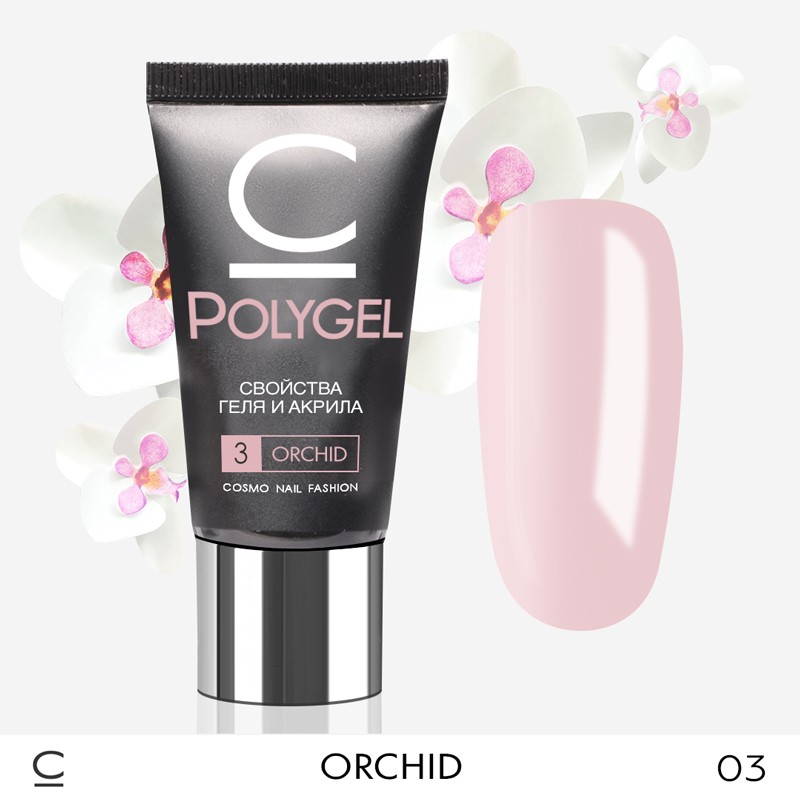 C
POLYGEL
СВОЙСТВА
ГЕЛЯ И АКРИЛА
3 ORCHID
COSMO NAIL FASHION
C ORCHID 03